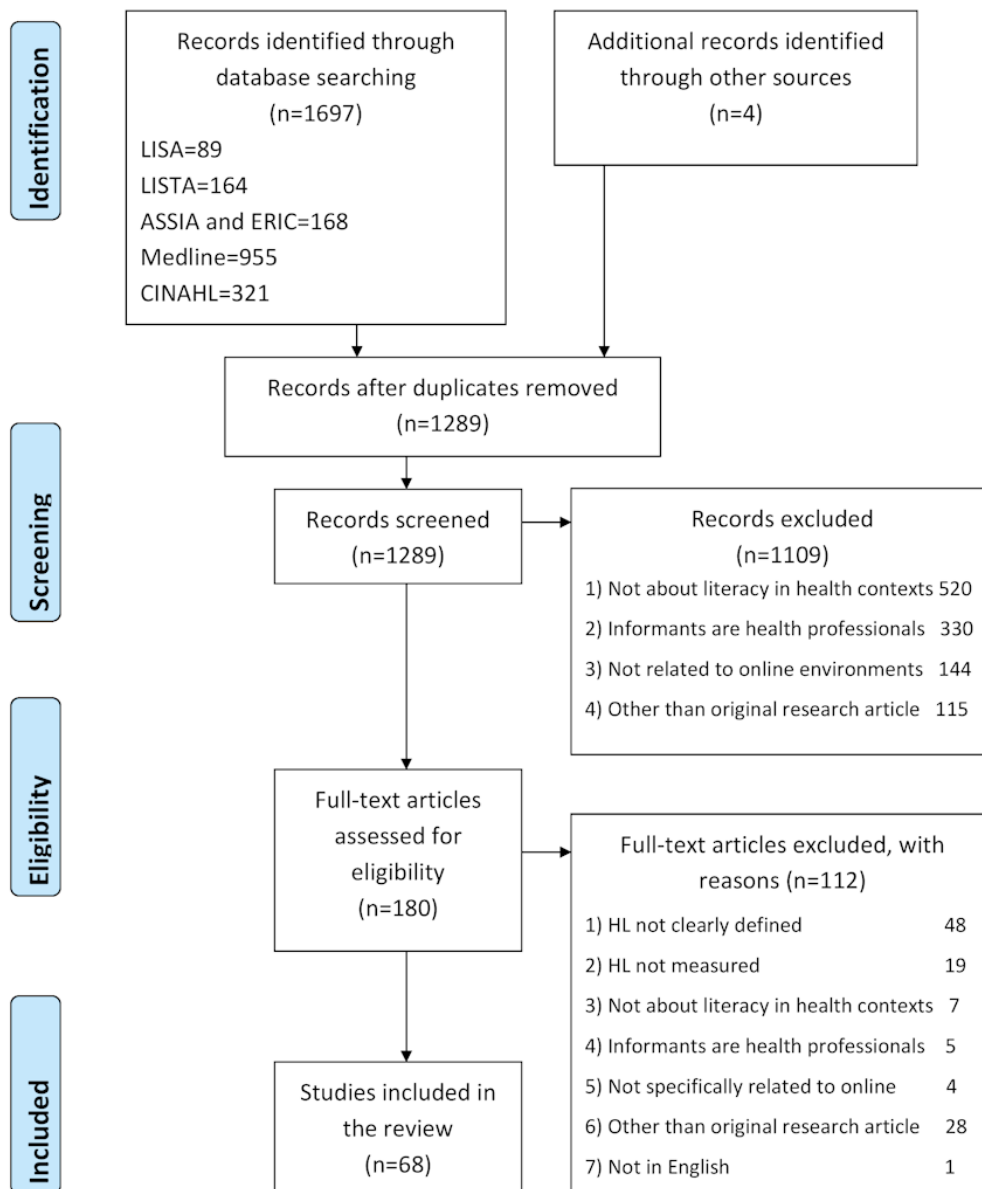 Identification
Records identified through
database searching
(n=1697)
LISA=89
LISTA=164
ASSIA and ERIC=168
Medline=955
CINAHL=321
Additional records identified
through other sources
(n=4)
Records after duplicates removed
(n=1289)
Screening
Records screened
(n=1289)
Records excluded
(n=1109)
1) Not about literacy in health contexts 520
2) Informants are health professionals 330
3) Not related to online environments 144
4) Other than original research article 115
Eligibility
Full-text articles
assessed for
eligibility
(n=180)
Full-text articles excluded, with
reasons (n=112)
1) HL not clearly defined 48
2) HL not measured 19
3) Not about literacy in health contexts 7
4) Informants are health professionals 5
5) Not specifically related to online 4
6) Other than original research article 28
7) Not in English 1
Included
Studies included in
the review
(n=68)